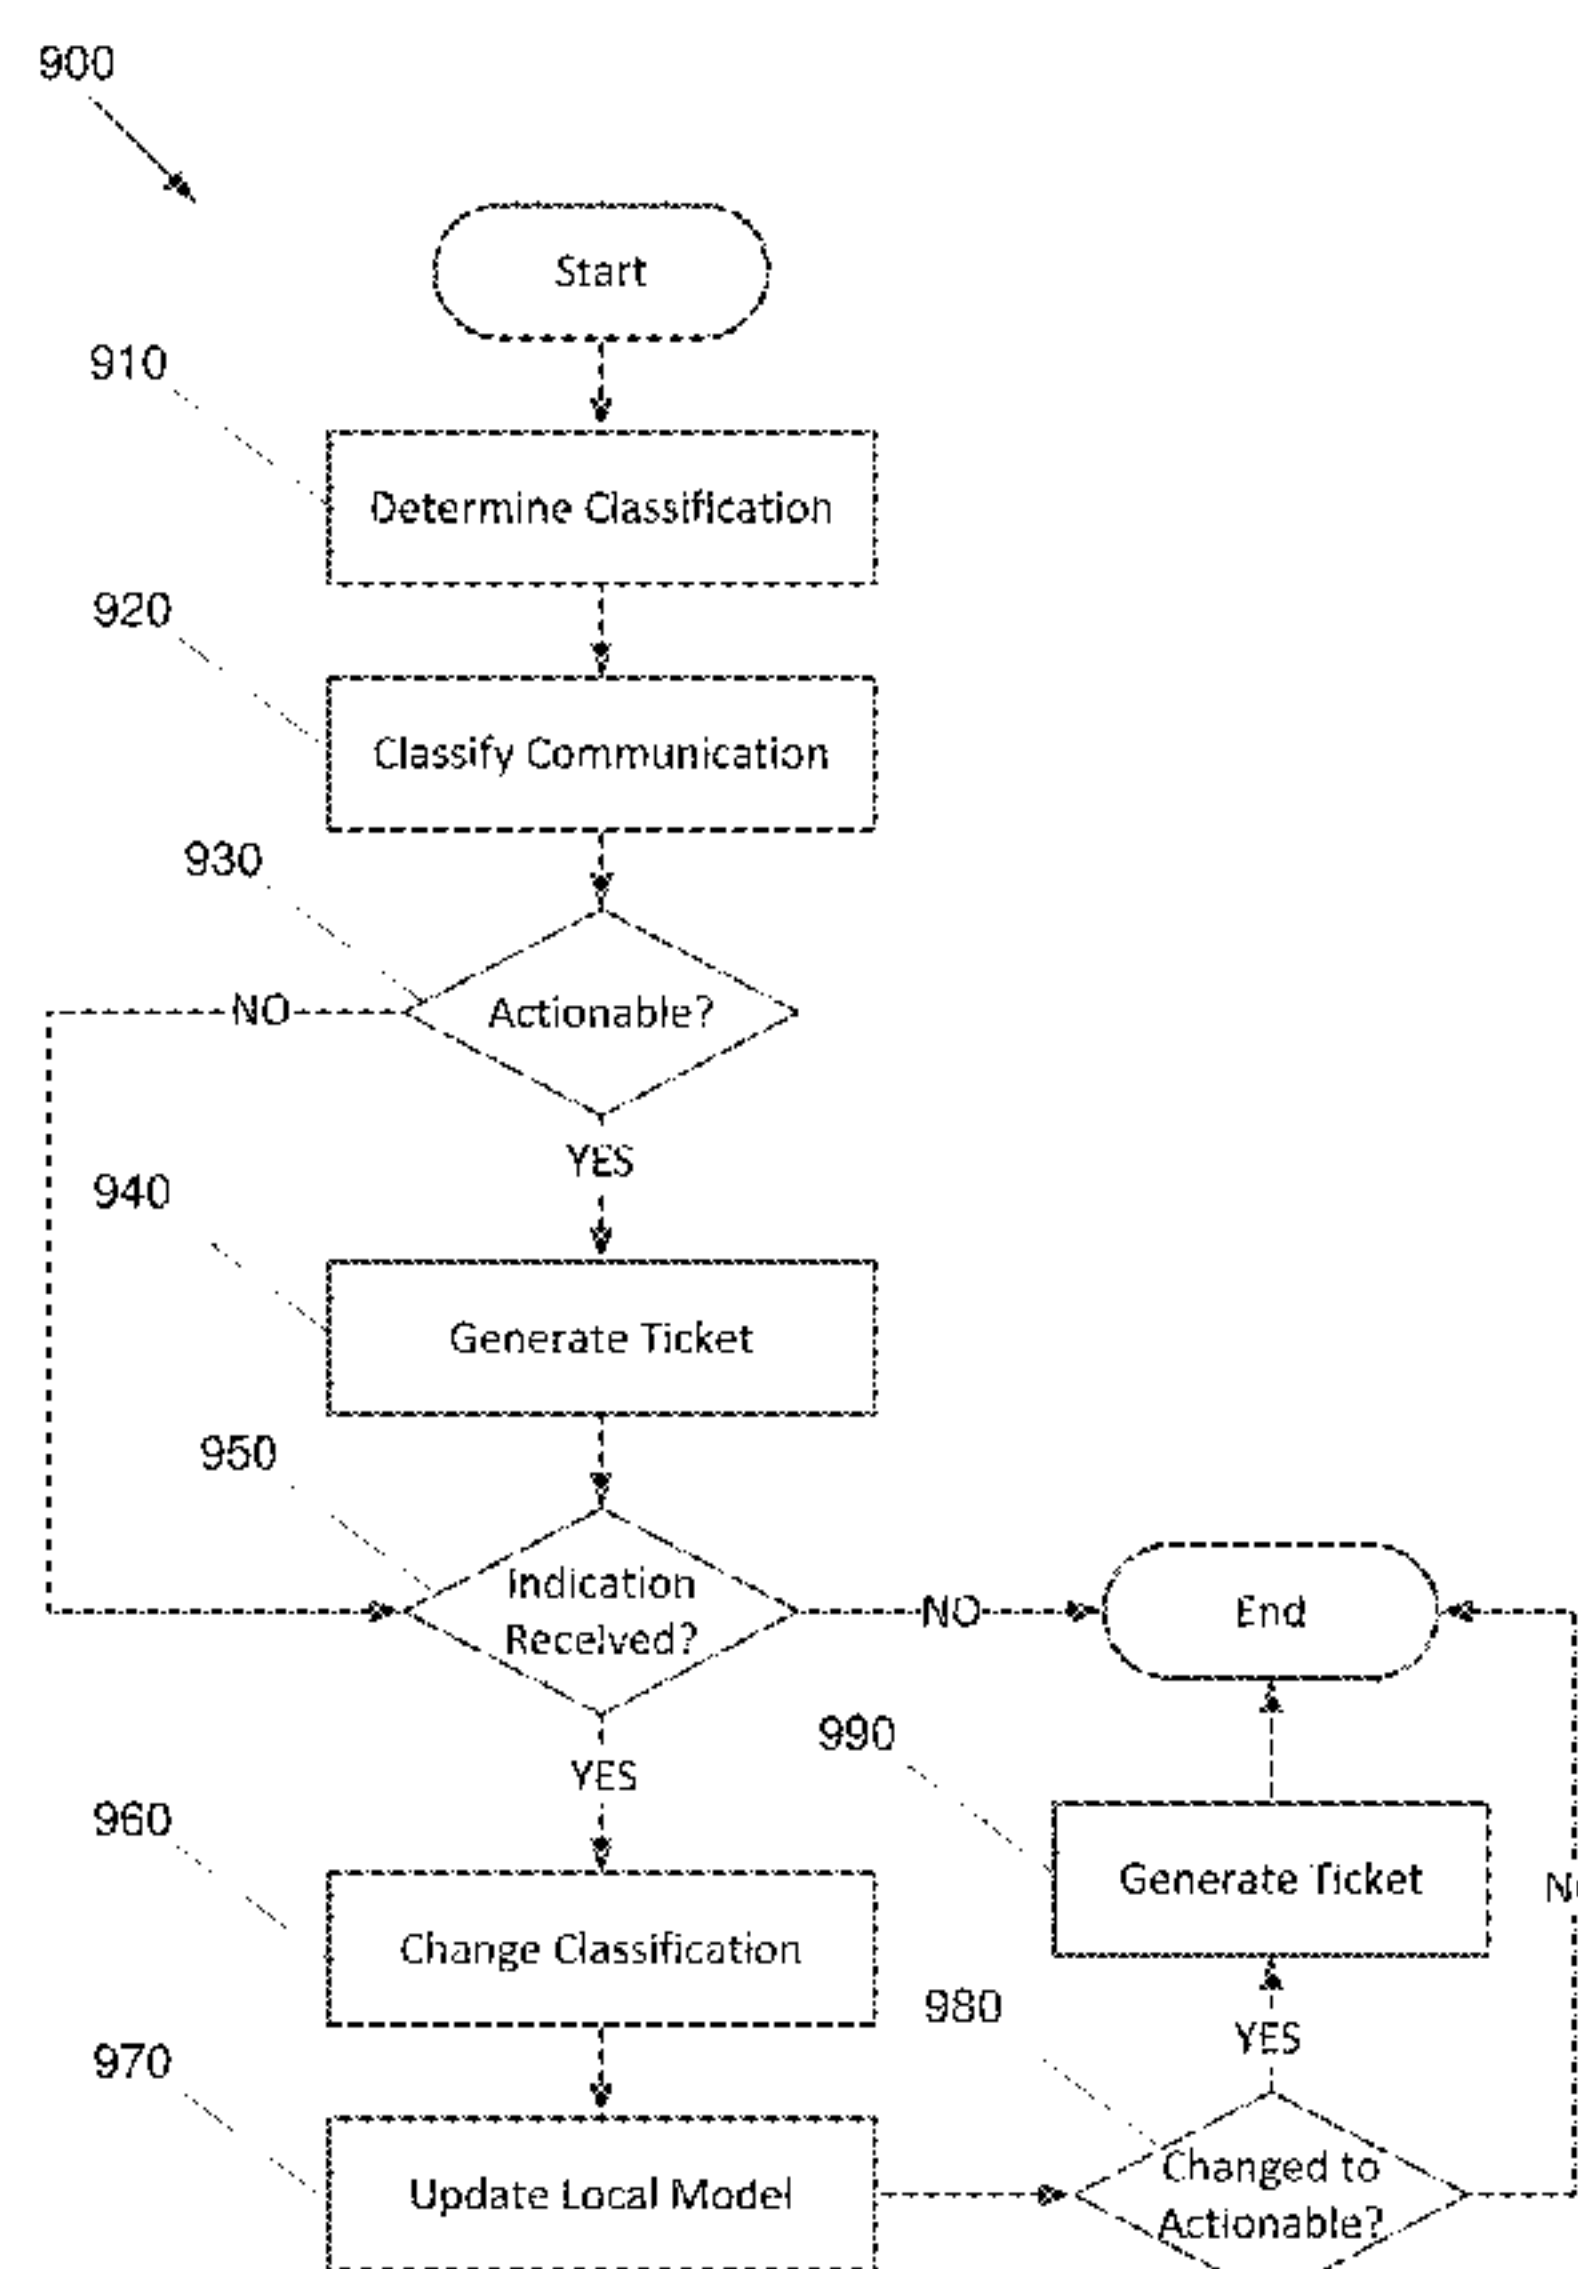 900
Start
910
Determine Classification
920
Classify Communication
930
Actionable?
NO
YES
940
Generate Ticket
950
Indication
Received?
NO
End
YES
990
960
Generate Ticket
Change Classification
980
YES
970
Changed to
Actionable?
Update Local Model